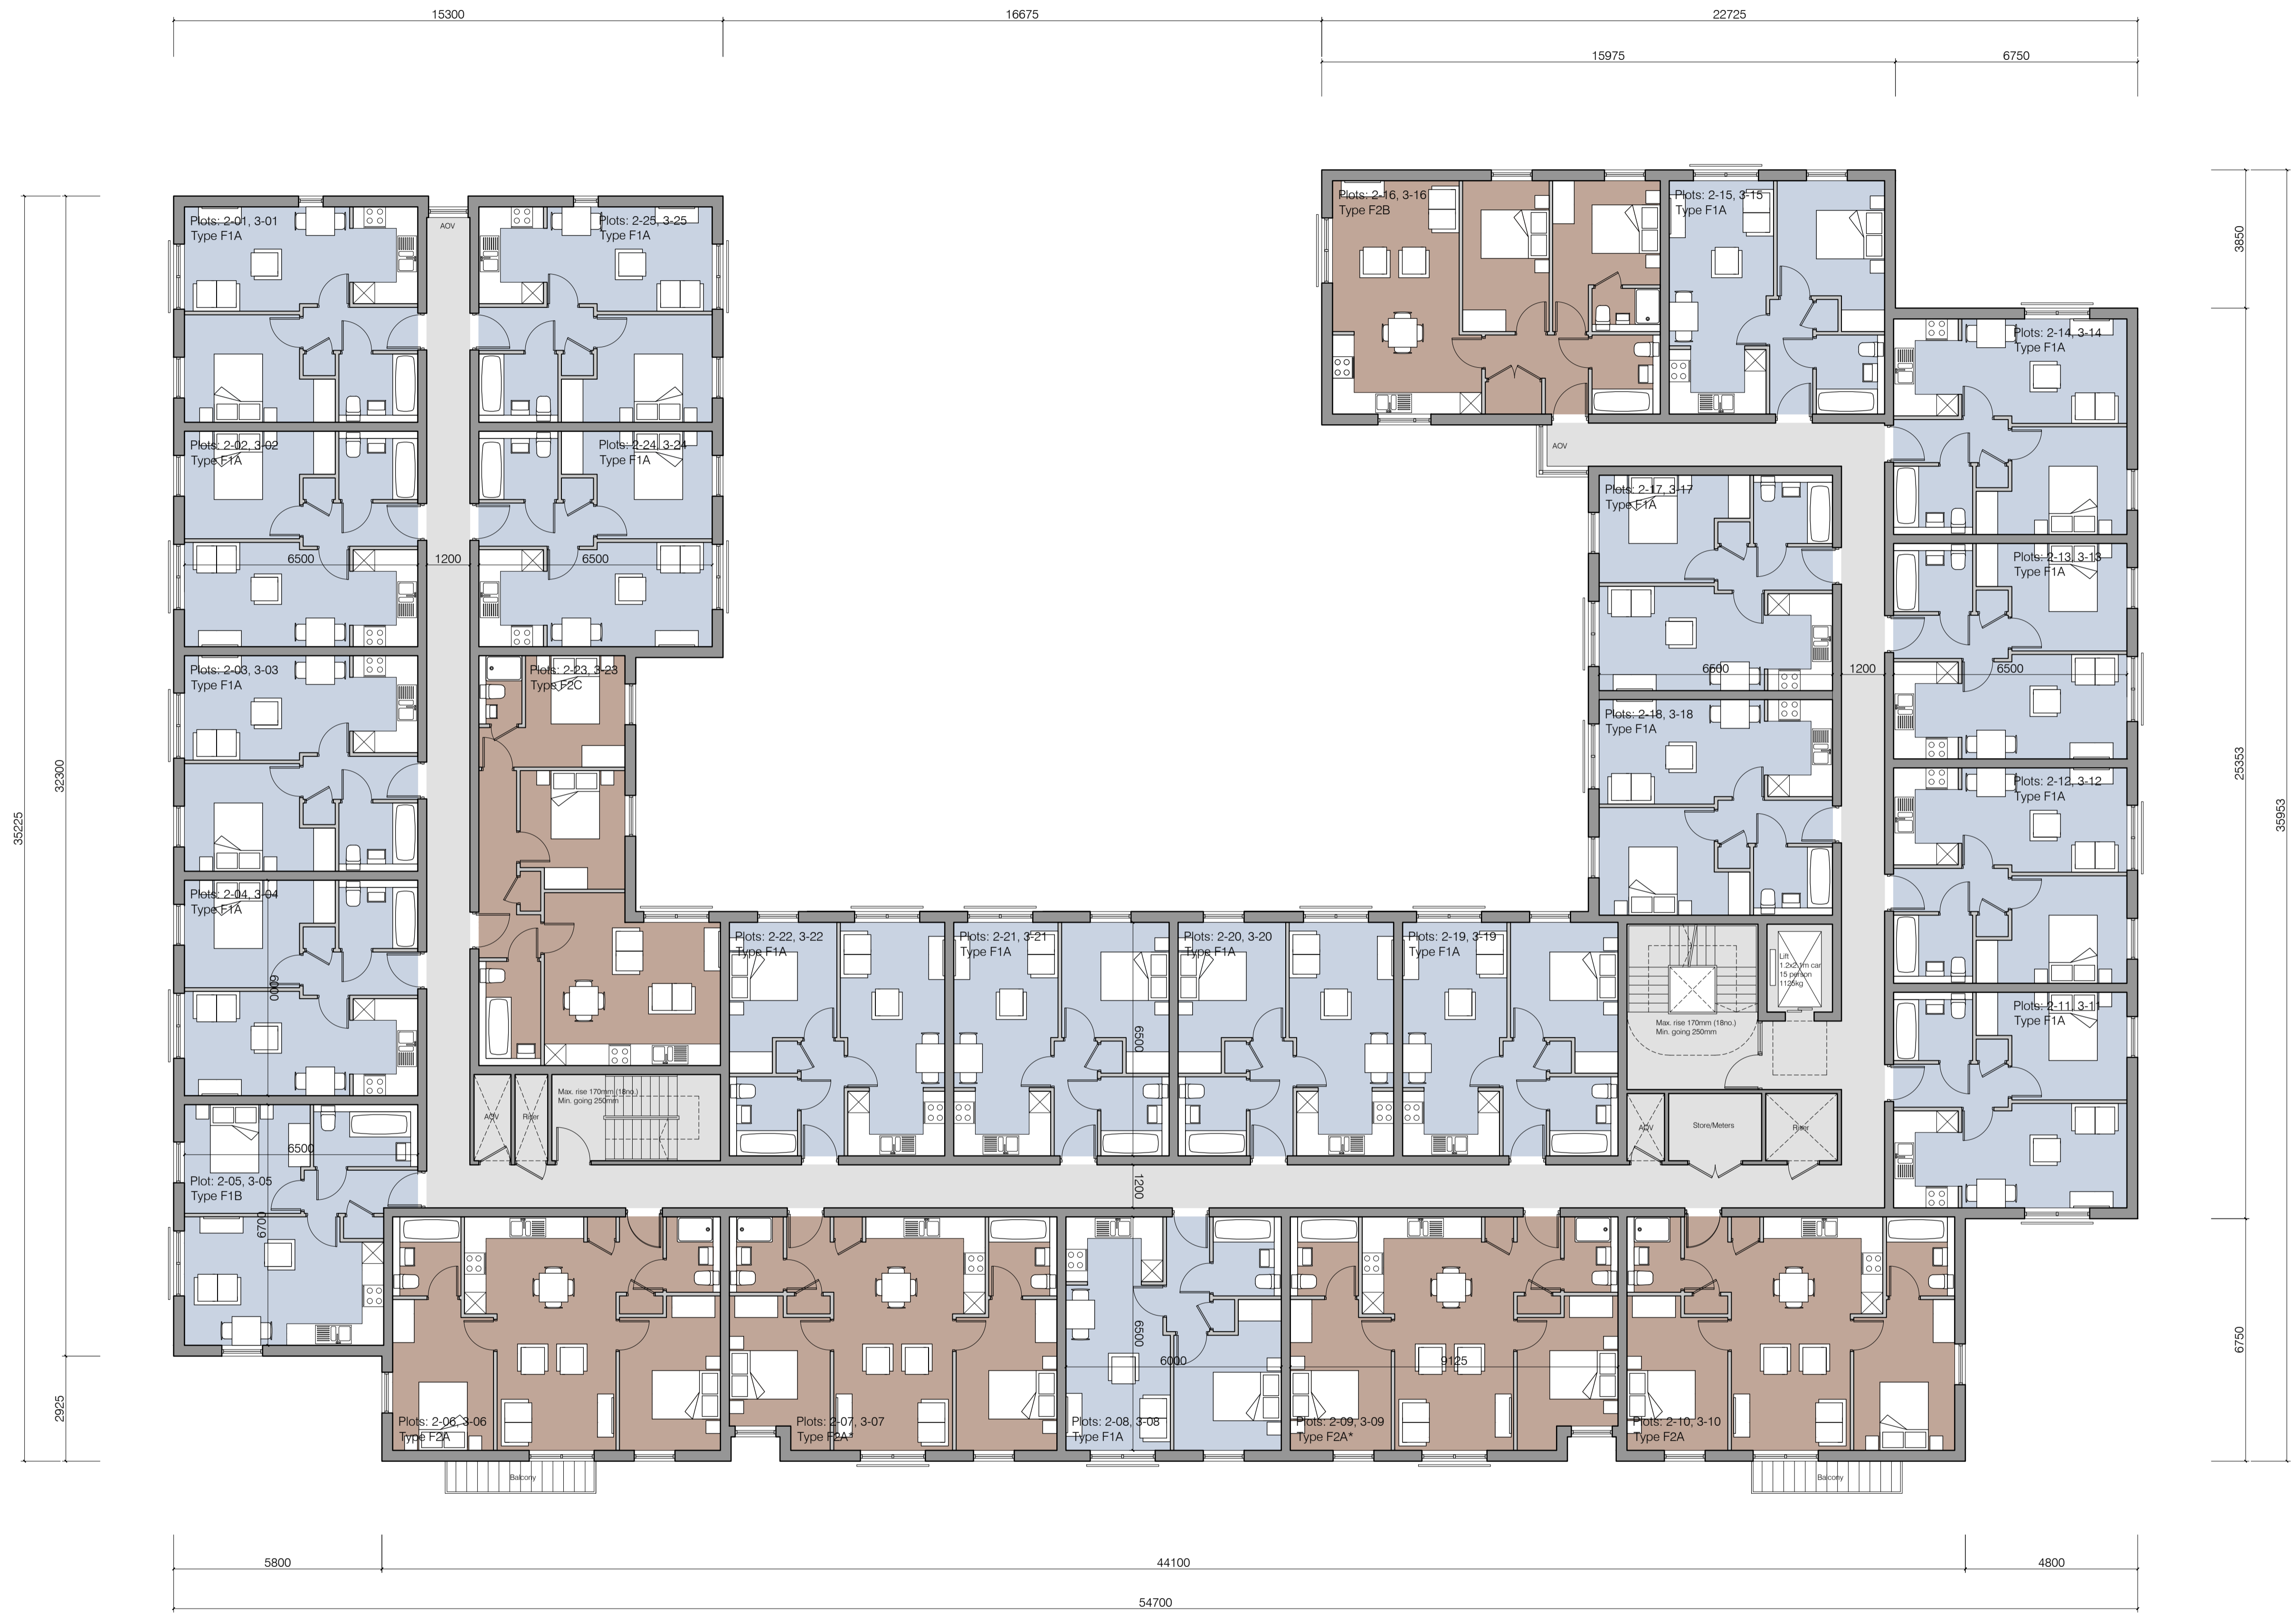 15300
16675
22725
15975
6750
Plots: 2-01, 3-01
Type F1A
AOV
Plots: 2-25, 3-25
Type F1A
Plots: 2-16, 3-16
Type F2B
Plots: 2-15, 3-15
Type F1A
3850
Plots: 2-14, 3-14
Type F1A
Plots: 2-02, 3-02
Type F1A
Plots: 2-24, 3-24
Type F1A
AOV
Plots: 2-17, 3-17
Type F1A
6500
1200
6500
Plots: 2-13, 3-13
Type F1A
Plots: 2-03, 3-03
Type F1A
Plots: 2-23, 3-23
Type F2C
6500
1200
6500
Plots: 2-18, 3-18
Type F1A
35225
32300
25353
35953
Plots: 2-12, 3-12
Type F1A
Plots: 2-04, 3-04
Type F1A
6000
Plots: 2-22, 3-22
Type F1A
Plots: 2-21, 3-21
Type F1A
Plots: 2-20, 3-20
Type F1A
Plots: 2-19, 3-19
Type F1A
6500
Lift
1.2x2.1m car
15 person
1125kg
Max. rise 170mm (18no.)
Min. going 250mm
Plots: 2-11, 3-11
Type F1A
AOV
Riser
Max. rise 170mm (18no.)
Min. going 250mm
AOV
Store/Meters
Riser
6500
Plot: 2-05, 3-05
Type F1B
6700
1200
6500
6000
9125
6750
2925
Plots: 2-06, 3-06
Type F2A
Plots: 2-07, 3-07
Type F2A*
Plots: 2-08, 3-08
Type F1A
Plots: 2-09, 3-09
Type F2A*
Plots: 2-10, 3-10
Type F2A
Balcony
Balcony
5800
44100
4800
54700